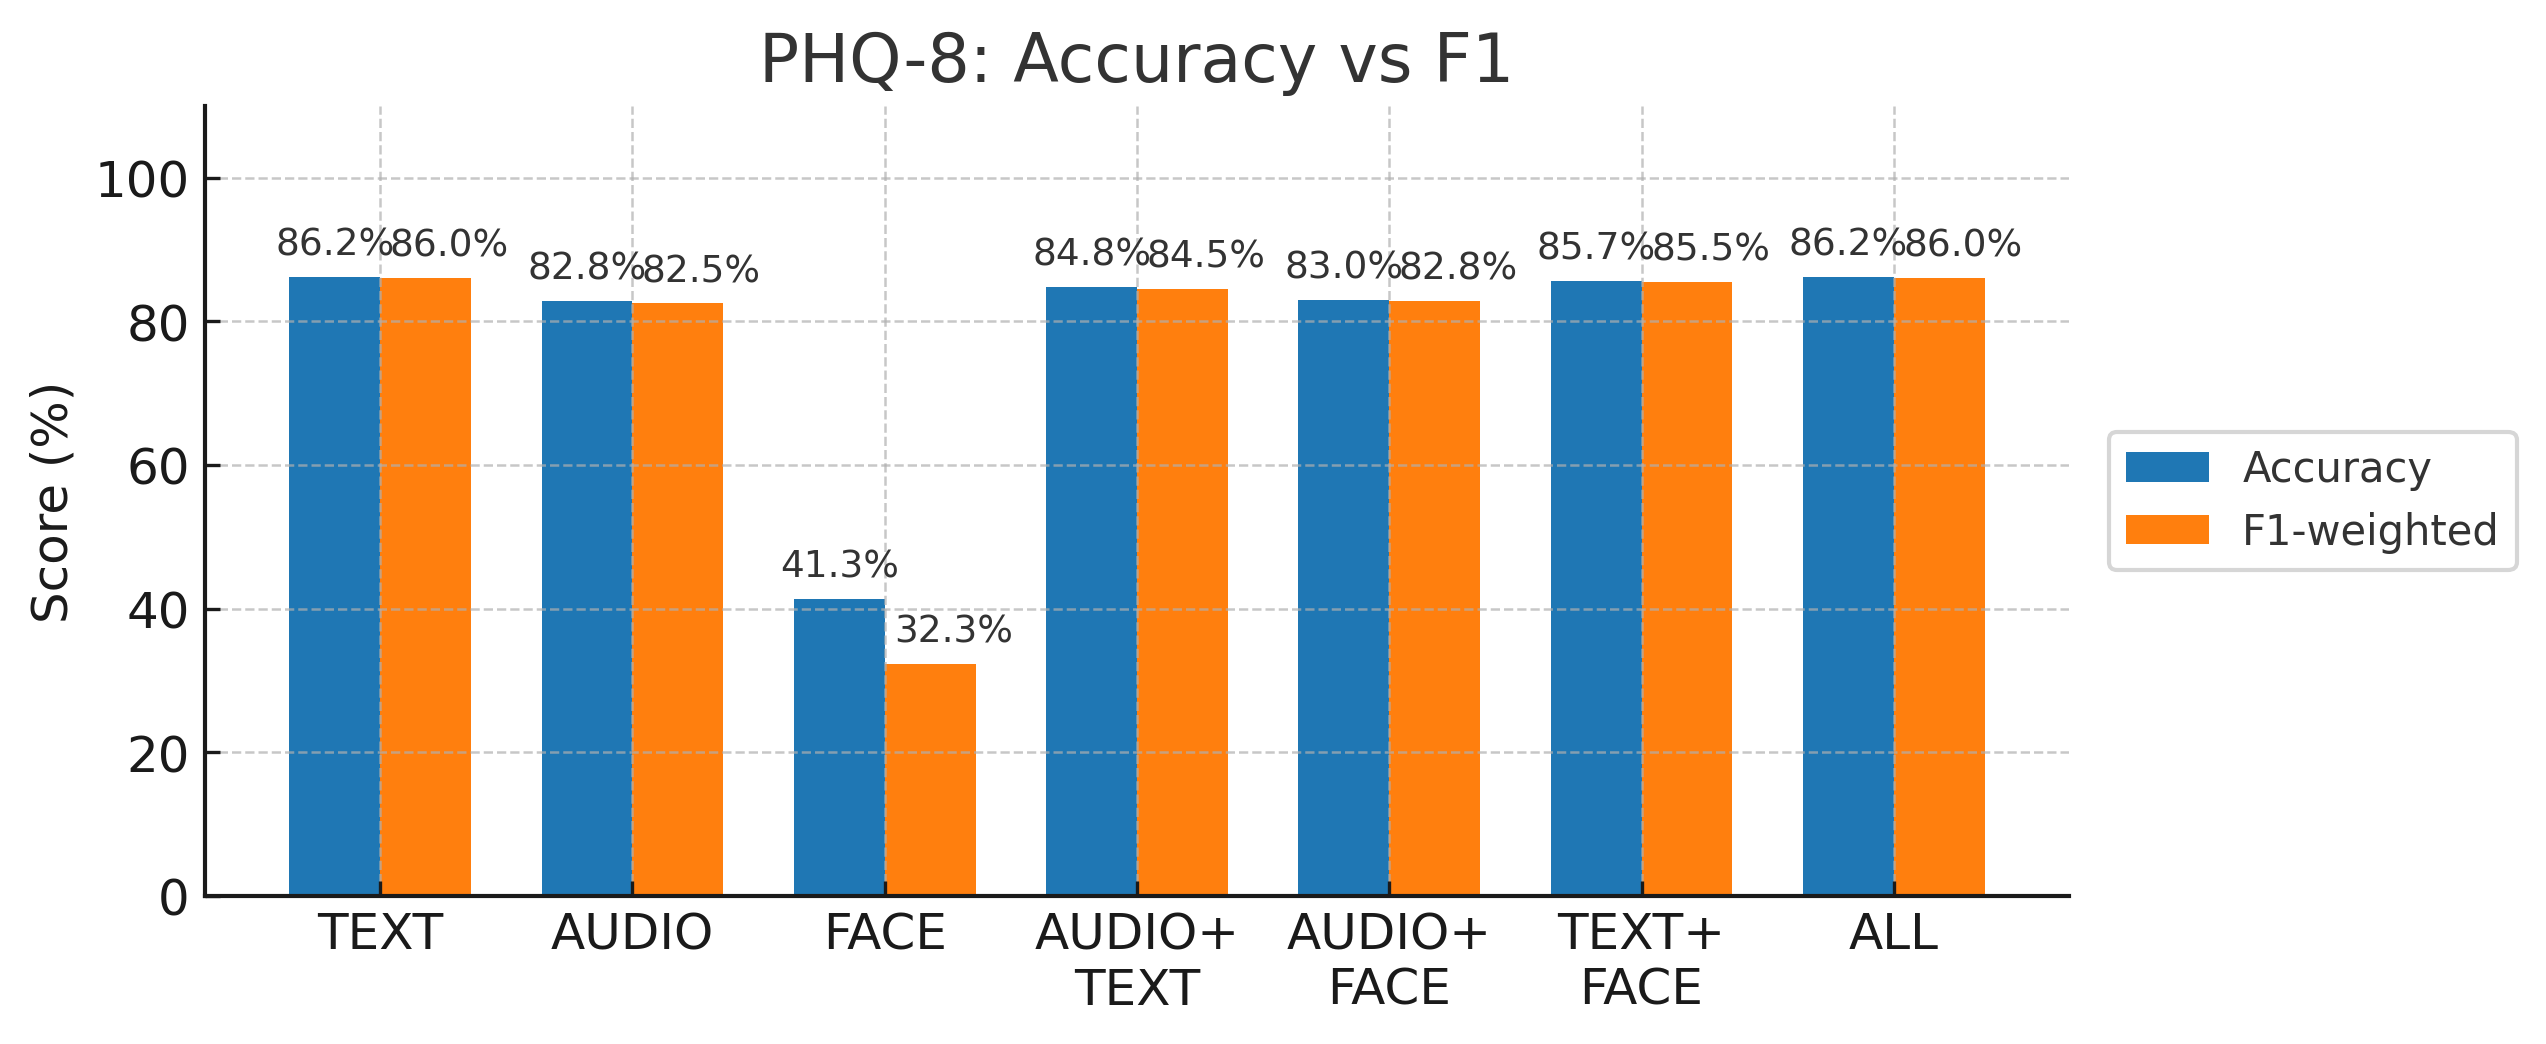 PHQ-8: Accuracy vs F1
Score (%)
100
80
60
40
20
0
86.2% 86.0%
82.8% 82.5%
41.3%
32.3%
84.8% 84.5%
83.0% 82.8%
85.7% 85.5%
86.2% 86.0%
TEXT
AUDIO
FACE
AUDIO+
TEXT
AUDIO+
FACE
TEXT+
FACE
ALL
Accuracy
F1-weighted